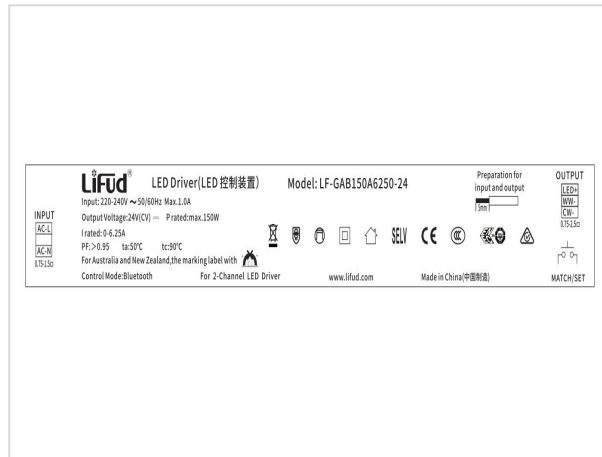 LiFud®
LED Driver(LED 控制装置)
Model: LF-GAB150A6250-24
Input: 220-240V ~ 50/60Hz Max.1.0A
Output Voltage:24V(CV) ⎓ P rated:max.150W
I rated: 0-6.25A
PF:>0.95 ta:50℃ tc:90℃
For Australia and New Zealand,the marking label with
Control Mode:Bluetooth
For 2-Channel LED Driver
www.lifud.com
Made in China(中国制造)
INPUT
AC-L
AC-N
0.75-1.5□
SELV
CE
CCC
Preparation for
input and output
5mm
OUTPUT
LED+
WW-
CW-
0.75-2.5□
MATCH/SET